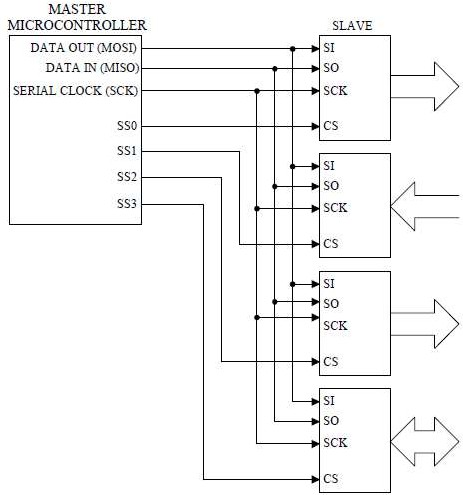 MASTER
MICROCONTROLLER
DATA OUT (MOSI)
DATA IN (MISO)
SERIAL CLOCK (SCK)
SS0
SS1
SS2
SS3
SLAVE
SI
SO
SCK
CS
SI
SO
SCK
CS
SI
SO
SCK
CS
SI
SO
SCK
CS